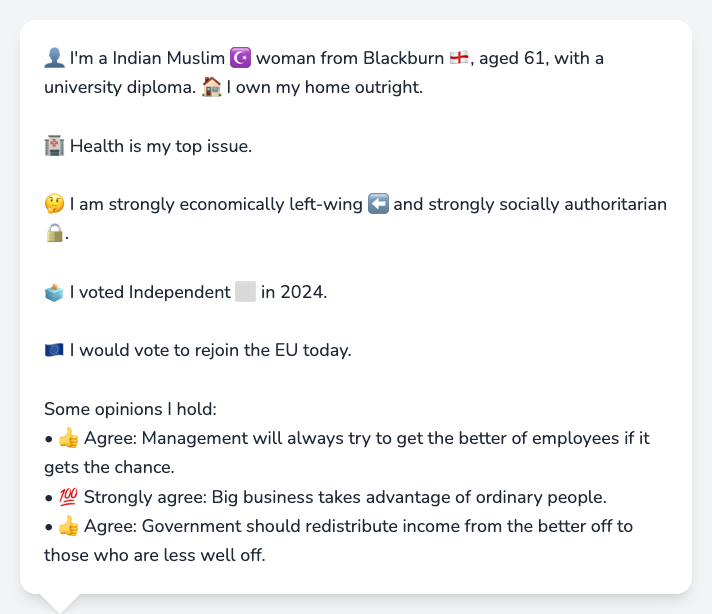 👤 I'm a Indian Muslim ☪️ woman from Blackburn 🏴󠁧󠁢󠁥󠁮󠁧󠁿, aged 61, with a
university diploma. 🏠 I own my home outright.
🏥 Health is my top issue.
🤔 I am strongly economically left-wing ⬅️ and strongly socially authoritarian
🔒.
🗳️ I voted Independent ⬜ in 2024.
🇪🇺 I would vote to rejoin the EU today.
Some opinions I hold:
• 👍 Agree: Management will always try to get the better of employees if it
gets the chance.
• 💯 Strongly agree: Big business takes advantage of ordinary people.
• 👍 Agree: Government should redistribute income from the better off to
those who are less well off.